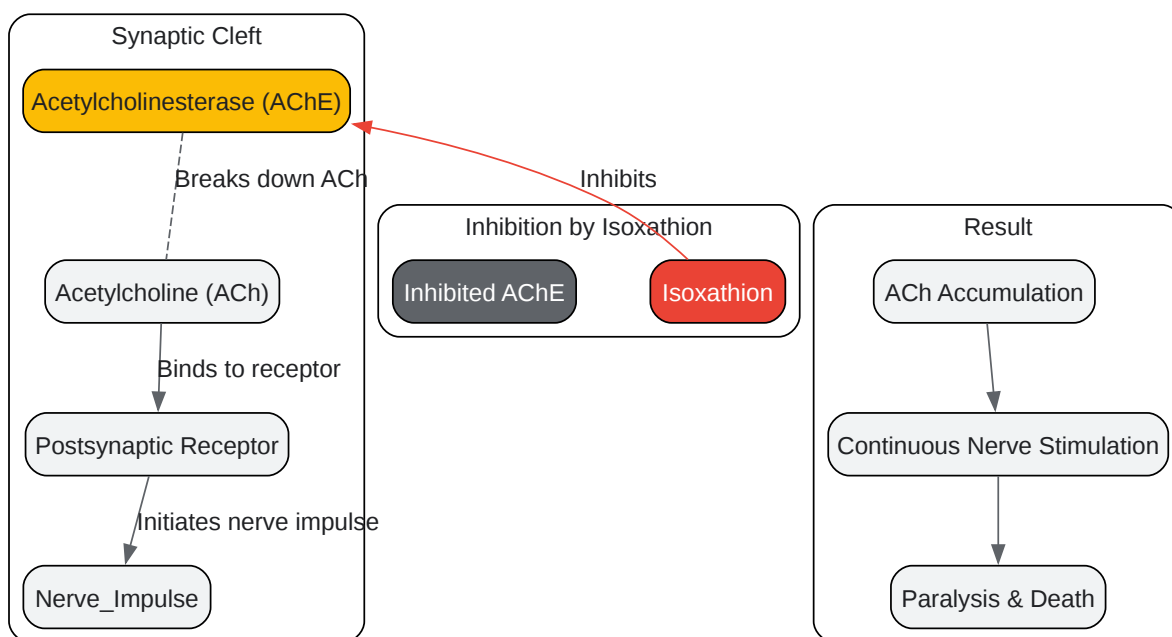 Synaptic Cleft
Acetylcholinesterase (AChE)
Breaks down ACh
Inhibits
Inhibition by Isoxathion
Result
Acetylcholine (ACh)
Inhibited AChE
Isoxathion
ACh Accumulation
Binds to receptor
Postsynaptic Receptor
Continuous Nerve Stimulation
Initiates nerve impulse
Nerve_Impulse
Paralysis & Death